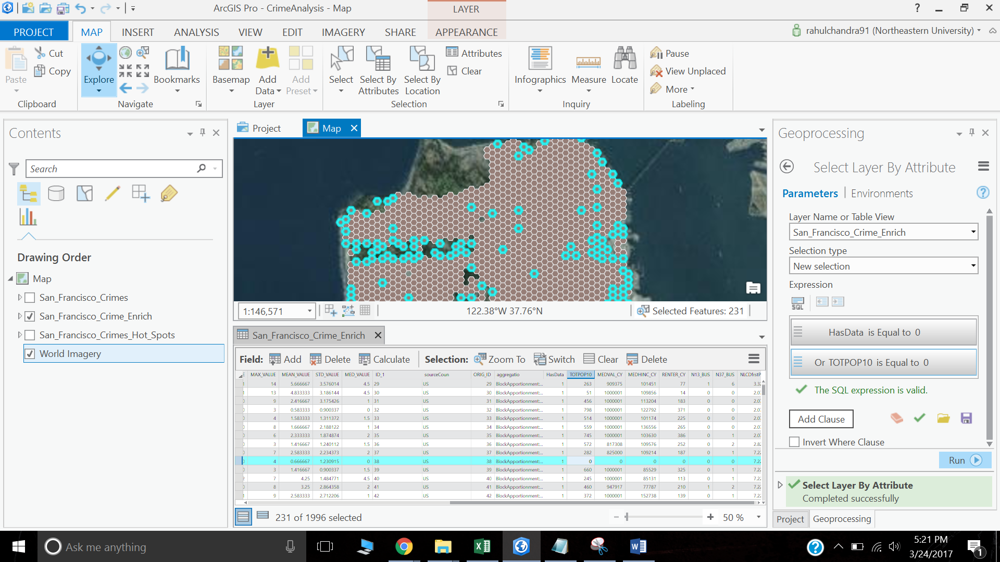 ArcGIS Pro - CrimeAnalysis - Map
LAYER
?
PROJECT
MAP
INSERT
ANALYSIS
VIEW
EDIT
IMAGERY
SHARE
APPEARANCE
rahulchandra91 (Northeastern University)
Paste
Cut
Copy
Clipboard
Explore
Bookmarks
Navigate
Basemap
Add Data
Add Preset
Layer
Select
Select By Attributes
Select By Location
Attributes
Clear
Selection
Infographics
Measure
Locate
Inquiry
Pause
View Unplaced
More
Labeling
Contents
Search
Drawing Order
Map
San_Francisco_Crimes
San_Francisco_Crime_Enrich
San_Francisco_Crimes_Hot_Spots
World Imagery
Project
Map
1:146,571
122.38°W 37.76°N
Selected Features: 231
San_Francisco_Crime_Enrich
Field: Add Delete Calculate Selection: Zoom To Switch Clear Delete
MAX_VALUE MEAN_VALUE STD_VALUE MED_VALUE ID_1 sourceCoun ORIG_ID aggregatio HasData TOTPOP10 MEDVAL_CY MEDHINC_CY RENTER_CY N13_BUS N37_BUS NLCDfrstP
14 5.666667 3.576014 4.5 29 US 29 BlockApportionment:... 1 263 909375 101451 77 1 6 3.3
13 4.833333 3.186144 4.5 30 US 30 BlockApportionment:... 1 51 1000001 109856 14 0 0 2.0
9 2.416667 3.175426 1 31 US 31 BlockApportionment:... 1 456 1000001 113204 183 0 0 2.0
3 0.583333 0.900337 0 32 US 32 BlockApportionment:... 1 798 1000001 122792 371 0 0 2.0
4 1.583333 1.311372 1.5 33 US 33 BlockApportionment:... 1 514 1000001 101174 225 0 0 2.0
8 1.666667 2.188122 1 34 US 34 BlockApportionment:... 1 559 1000001 136556 265 0 0 2.0
6 2.333333 1.874874 2 35 US 35 BlockApportionment:... 1 745 1000001 103630 386 0 1 2.0
3 1.416667 1.240112 1.5 36 US 36 BlockApportionment:... 1 572 817308 109576 252 0 2 2.8
7 2.583333 2.234373 2 37 US 37 BlockApportionment:... 1 282 825000 109214 187 0 1 7.2
4 0.666667 1.230915 0 38 US 38 BlockApportionment:... 1 0 0 0 0 0 0 7.2
3 1.416667 0.900337 1.5 39 US 39 BlockApportionment:... 1 660 1000001 85529 325 0 1 7.2
7 4.25 1.484771 4.5 40 US 40 BlockApportionment:... 1 245 1000001 85131 113 0 1 7.2
8 3.25 2.864358 2 41 US 41 BlockApportionment:... 1 460 947917 77787 210 1 2 7.2
9 2.583333 2.712206 1 42 US 42 BlockApportionment:... 1 372 1000001 152738 139 0 1 7.2
231 of 1996 selected
50 %
Geoprocessing
Select Layer By Attribute
Parameters
Environments
?
Layer Name or Table View
San_Francisco_Crime_Enrich
Selection type
New selection
Expression
SQL
HasData is Equal to 0
Or TOTPOP10 is Equal to 0
The SQL expression is valid.
Add Clause
Invert Where Clause
Run
Select Layer By Attribute
Completed successfully
Project
Geoprocessing
Ask me anything
?
5:21 PM
3/24/2017
1